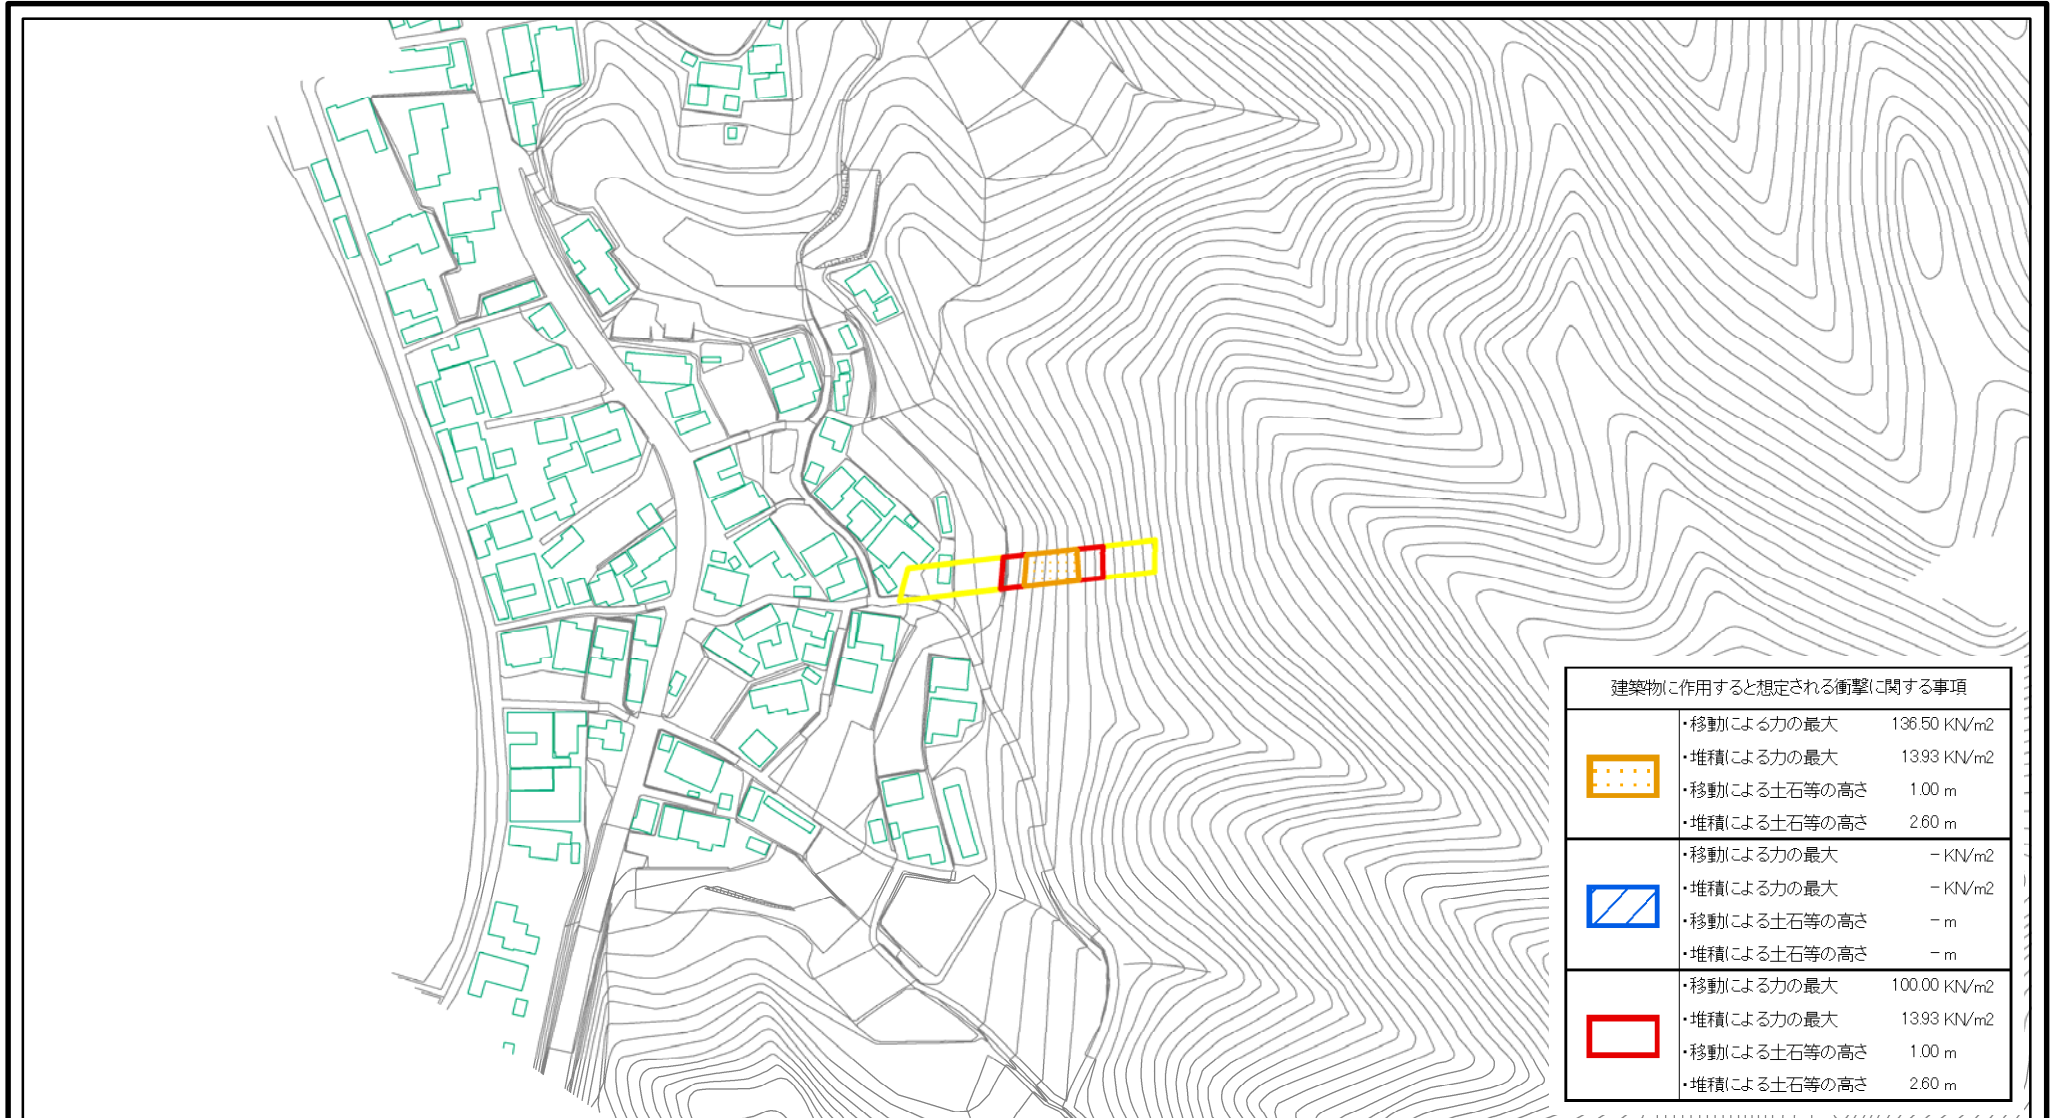 建築物に作用すると想定される衝撃に関する事項
・移動による力の最大 136.50 KN/m2
・堆積による力の最大 13.93 KN/m2
・移動による土石等の高さ 1.00 m
・堆積による土石等の高さ 2.60 m
・移動による力の最大 − KN/m2
・堆積による力の最大 − KN/m2
・移動による土石等の高さ − m
・堆積による土石等の高さ − m
・移動による力の最大 100.00 KN/m2
・堆積による力の最大 13.93 KN/m2
・移動による土石等の高さ 1.00 m
・堆積による土石等の高さ 2.60 m